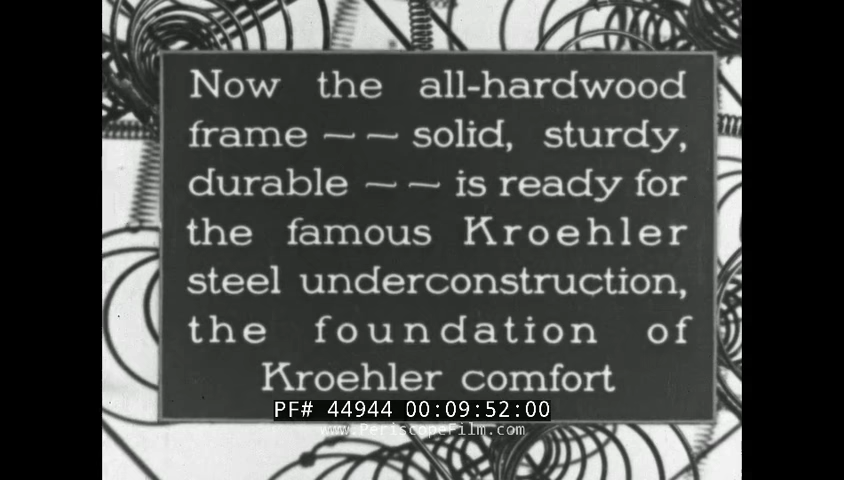 Now the all-hardwood
frame ~ ~ solid, sturdy,
durable ~ ~ is ready for
the famous Kroehler
steel underconstruction,
the foundation of
Kroehler comfort
PF# 44944 00:09:52:00
www.PeriscopeFilm.com